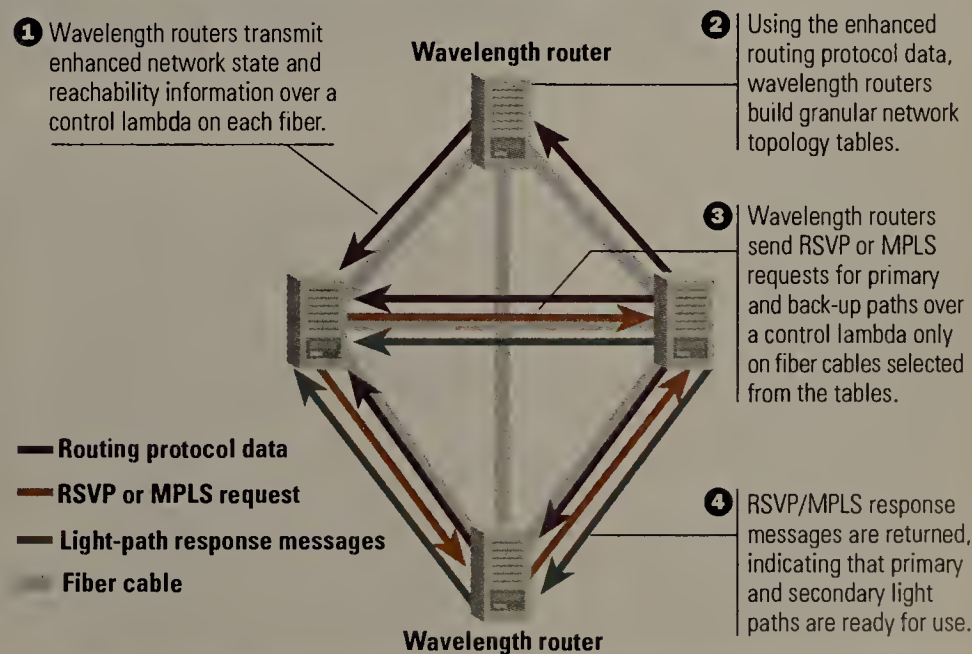 1 Wavelength routers transmit
enhanced network state and
reachability information over a
control lambda on each fiber.
Wavelength router
2 Using the enhanced
routing protocol data,
wavelength routers
build granular network
topology tables.
3 Wavelength routers
send RSVP or MPLS
requests for primary
and back-up paths over
a control lambda only
on fiber cables selected
from the tables.
Routing protocol data
RSVP or MPLS request
Light-path response messages
Fiber cable
4 RSVP/MPLS response
messages are returned,
indicating that primary
and secondary light
paths are ready for use.
Wavelength router